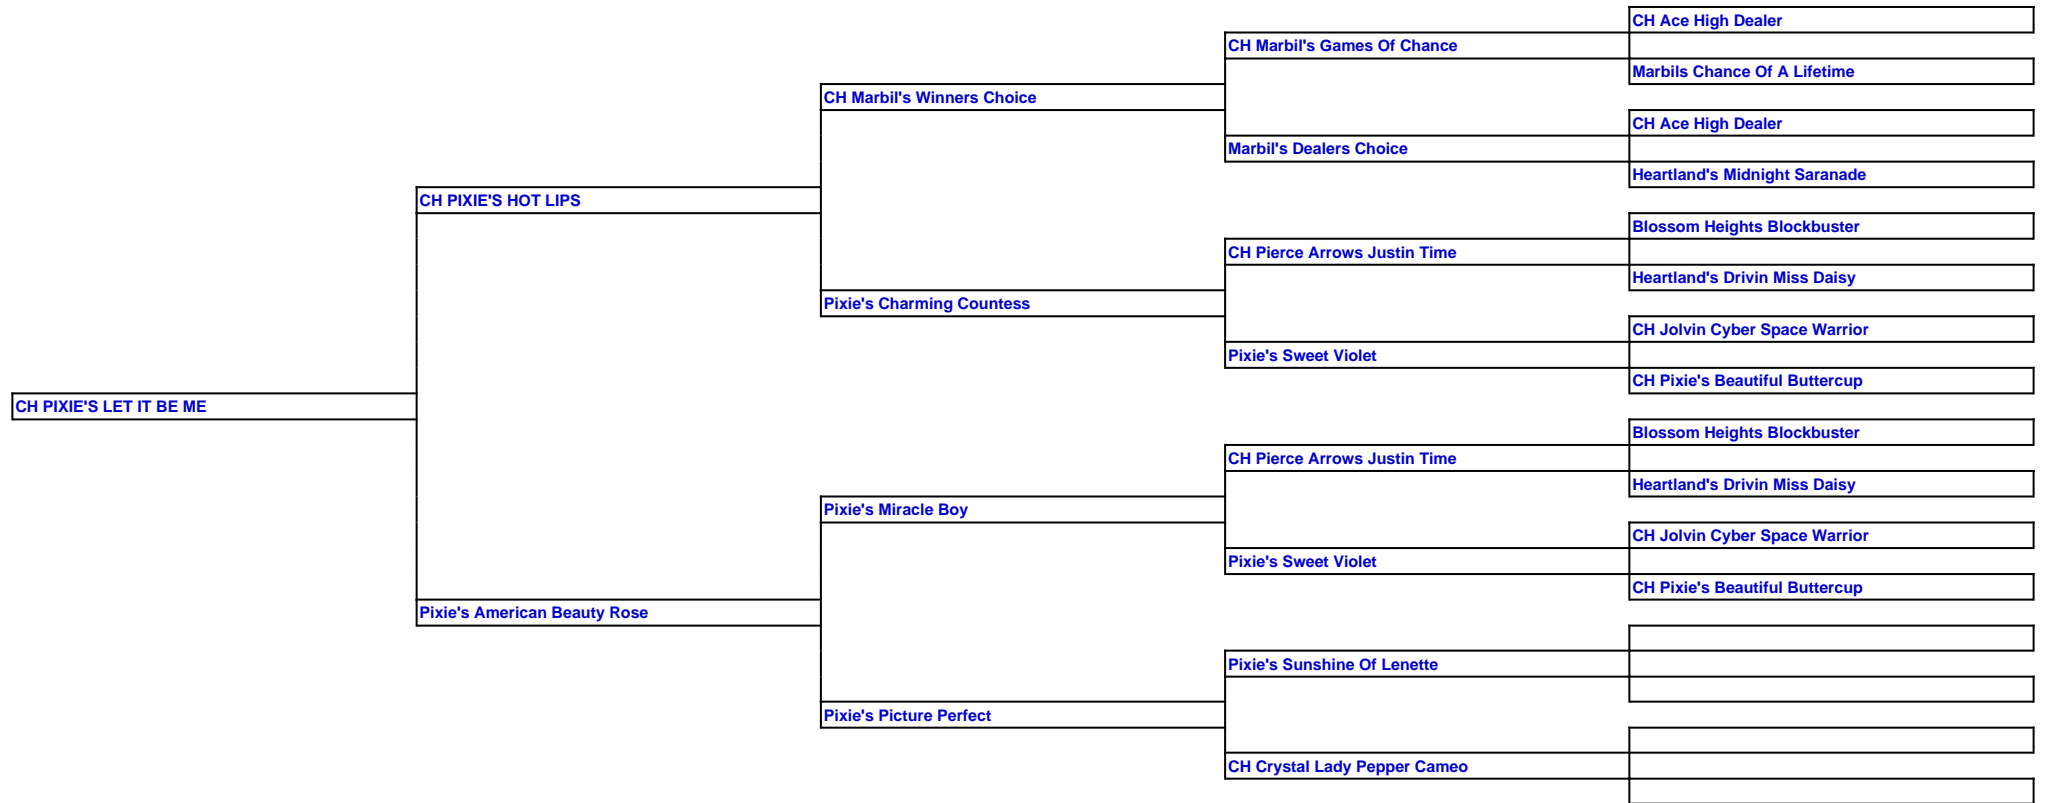 CH Ace High Dealer
CH Marbil's Games Of Chance
Marbils Chance Of A Lifetime
CH Marbil's Winners Choice
CH Ace High Dealer
Marbil's Dealers Choice
Heartland's Midnight Saranade
CH PIXIE'S HOT LIPS
Blossom Heights Blockbuster
CH Pierce Arrows Justin Time
Heartland's Drivin Miss Daisy
Pixie's Charming Countess
CH Jolvin Cyber Space Warrior
Pixie's Sweet Violet
CH Pixie's Beautiful Buttercup
CH PIXIE'S LET IT BE ME
Blossom Heights Blockbuster
CH Pierce Arrows Justin Time
Heartland's Drivin Miss Daisy
Pixie's Miracle Boy
CH Jolvin Cyber Space Warrior
Pixie's Sweet Violet
CH Pixie's Beautiful Buttercup
Pixie's American Beauty Rose
Pixie's Sunshine Of Lenette
Pixie's Picture Perfect
CH Crystal Lady Pepper Cameo